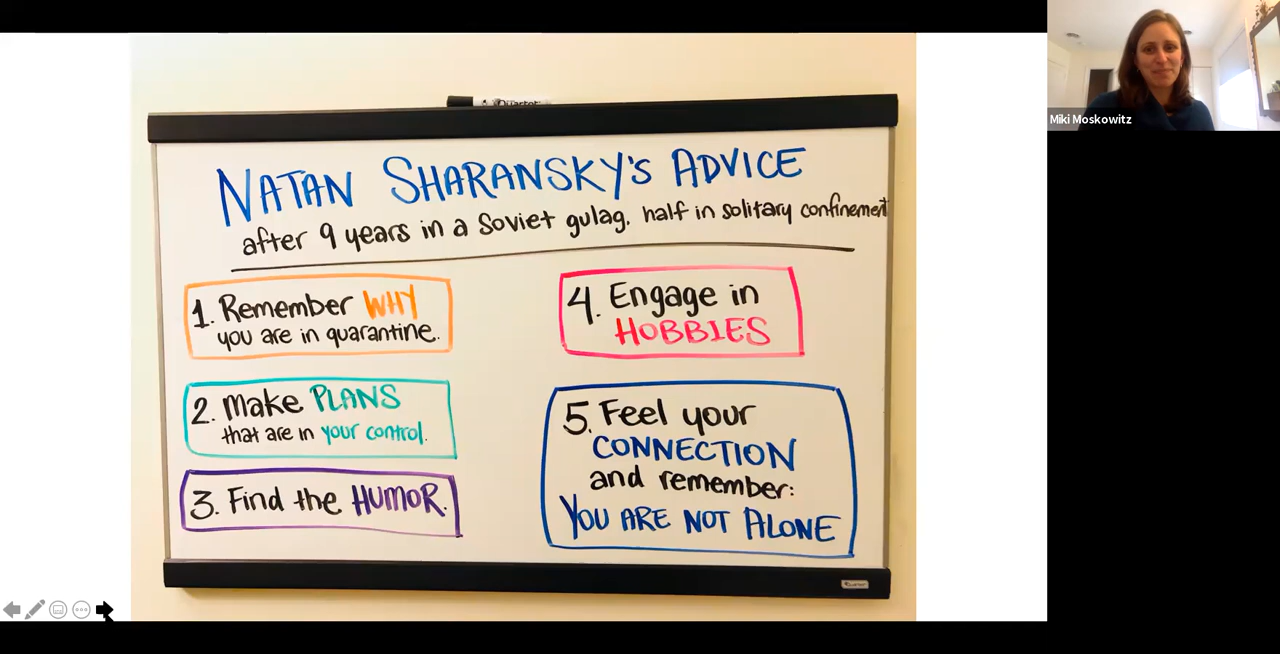 Quartet
NATAN SHARANSKY'S ADVICE
after 9 years in a Soviet gulag, half in solitary confinement
1. Remember WHY
you are in quarantine.
2. Make PLANS
that are in your control.
3. Find the HUMOR.
4. Engage in
HOBBIES
5. Feel your
CONNECTION
and remember:
YOU ARE NOT ALONE
Miki Moskowitz